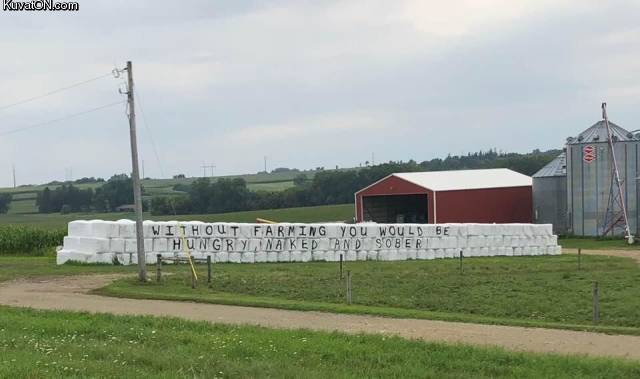 KuvatON.com
WITHOUT FARMING YOU WOULD BE
HUNGRY, NAKED AND SOBER